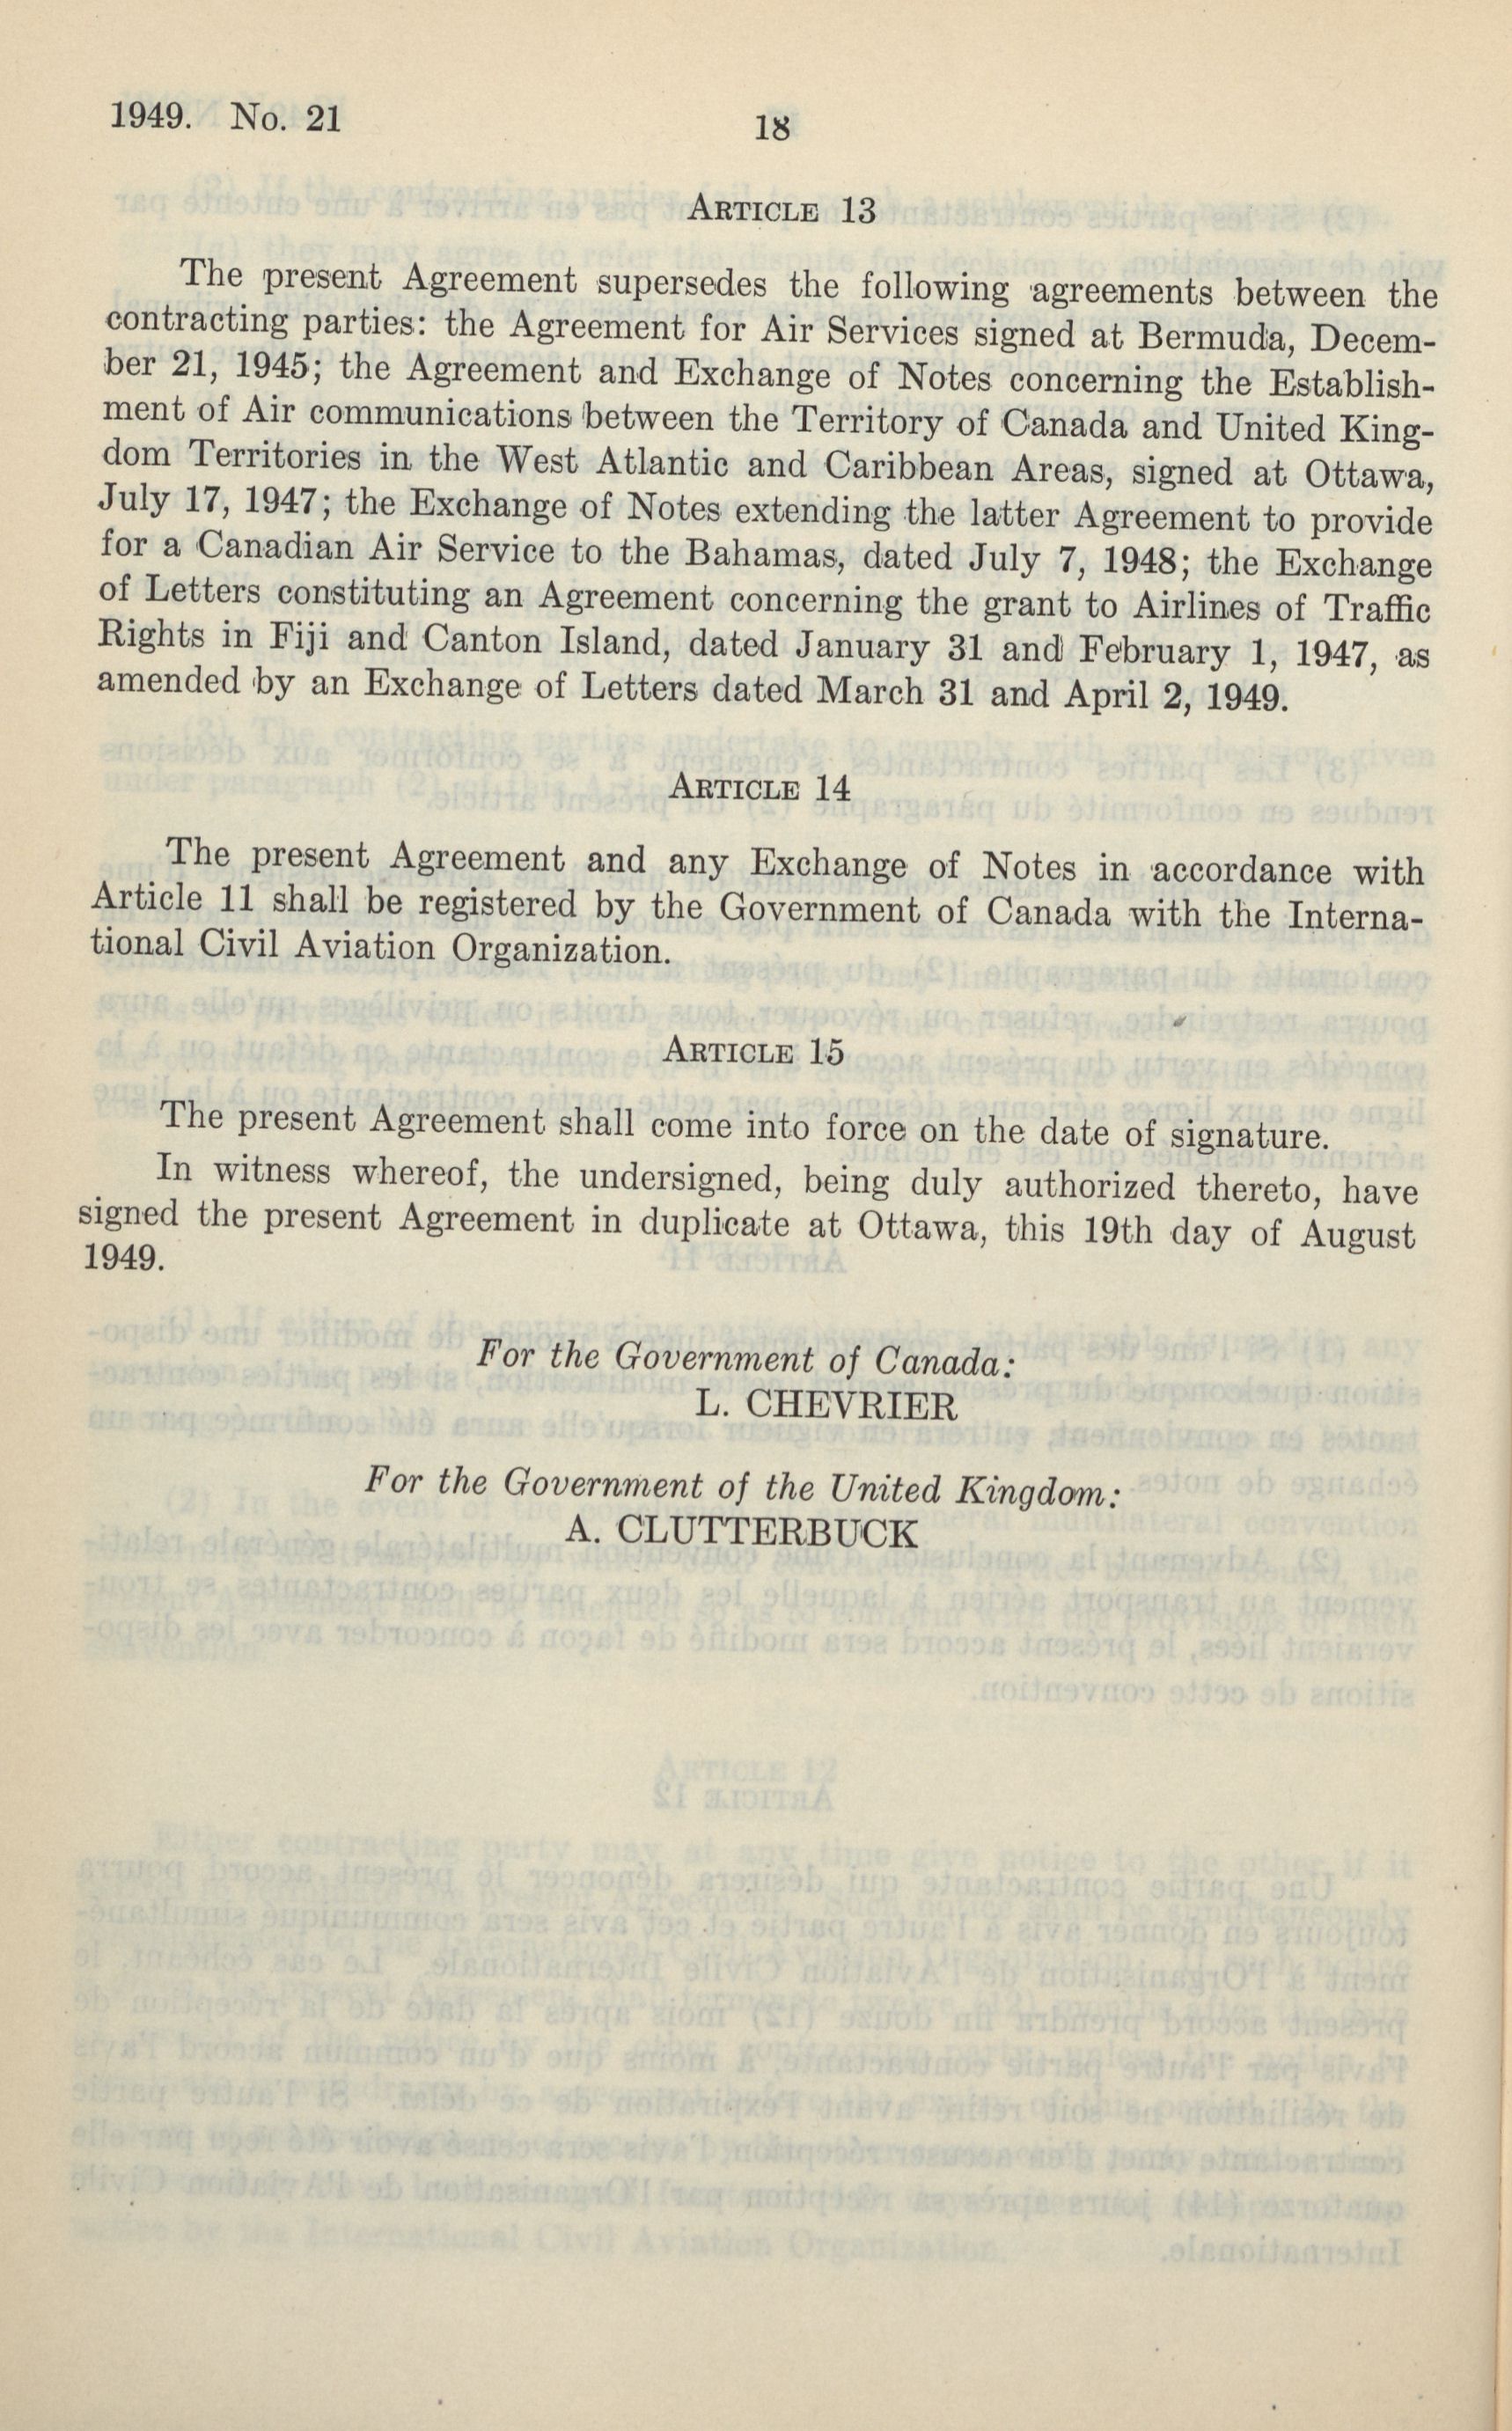 1949. No. 21
18
ARTICLE 13
The present Agreement supersedes the following agreements between the
contracting parties: the Agreement for Air Services signed at Bermuda, Decem-
ber 21, 1945; the Agreement and Exchange of Notes concerning the Establish-
ment of Air communications between the Territory of Canada and United King-
dom Territories in the West Atlantic and Caribbean Areas, signed at Ottawa,
July 17, 1947; the Exchange of Notes extending the latter Agreement to provide
for a Canadian Air Service to the Bahamas, dated July 7, 1948; the Exchange
of Letters constituting an Agreement concerning the grant to Airlines of Traffic
Rights in Fiji and Canton Island, dated January 31 and February 1, 1947, as
amended by an Exchange of Letters dated March 31 and April 2, 1949.
ARTICLE 14
The present Agreement and any Exchange of Notes in accordance with
Article 11 shall be registered by the Government of Canada with the Interna-
tional Civil Aviation Organization.
ARTICLE 15
The present Agreement shall come into force on the date of signature.
In witness whereof, the undersigned, being duly authorized thereto, have
signed the present Agreement in duplicate at Ottawa, this 19th day of August
1949.
For the Government of Canada:
L. CHEVRIER
For the Government of the United Kingdom:
A. CLUTTERBUCK